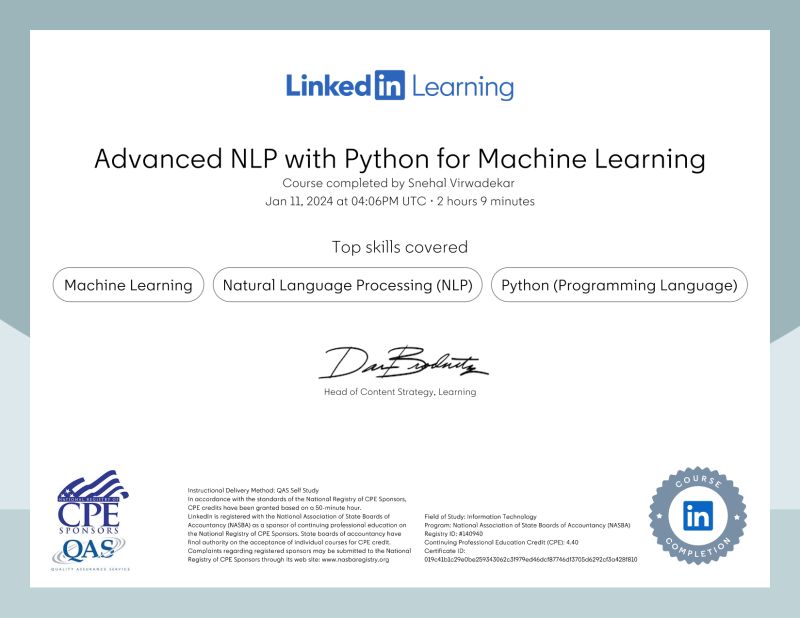 Linked in Learning
Advanced NLP with Python for Machine Learning
Course completed by Snehal Virwadekar
Jan 11, 2024 at 04:06PM UTC • 2 hours 9 minutes
Top skills covered
Machine Learning
Natural Language Processing (NLP)
Python (Programming Language)
Dan Brodnitz
Head of Content Strategy, Learning
NATIONAL REGISTRY OF
CPE
SPONSORS
QAS
QUALITY ASSURANCE SERVICE
Instructional Delivery Method: QAS Self Study
In accordance with the standards of the National Registry of CPE Sponsors,
CPE credits have been granted based on a 50-minute hour.
LinkedIn is registered with the National Association of State Boards of
Accountancy (NASBA) as a sponsor of continuing professional education on
the National Registry of CPE Sponsors. State boards of accountancy have
final authority on the acceptance of individual courses for CPE credit.
Complaints regarding registered sponsors may be submitted to the National
Registry of CPE Sponsors through its web site: www.nasbaregistry.org
Field of Study: Information Technology
Program: National Association of State Boards of Accountancy (NASBA)
Registry ID: #140940
Continuing Professional Education Credit (CPE): 4.40
Certificate ID:
COURSE
in
COMPLETION